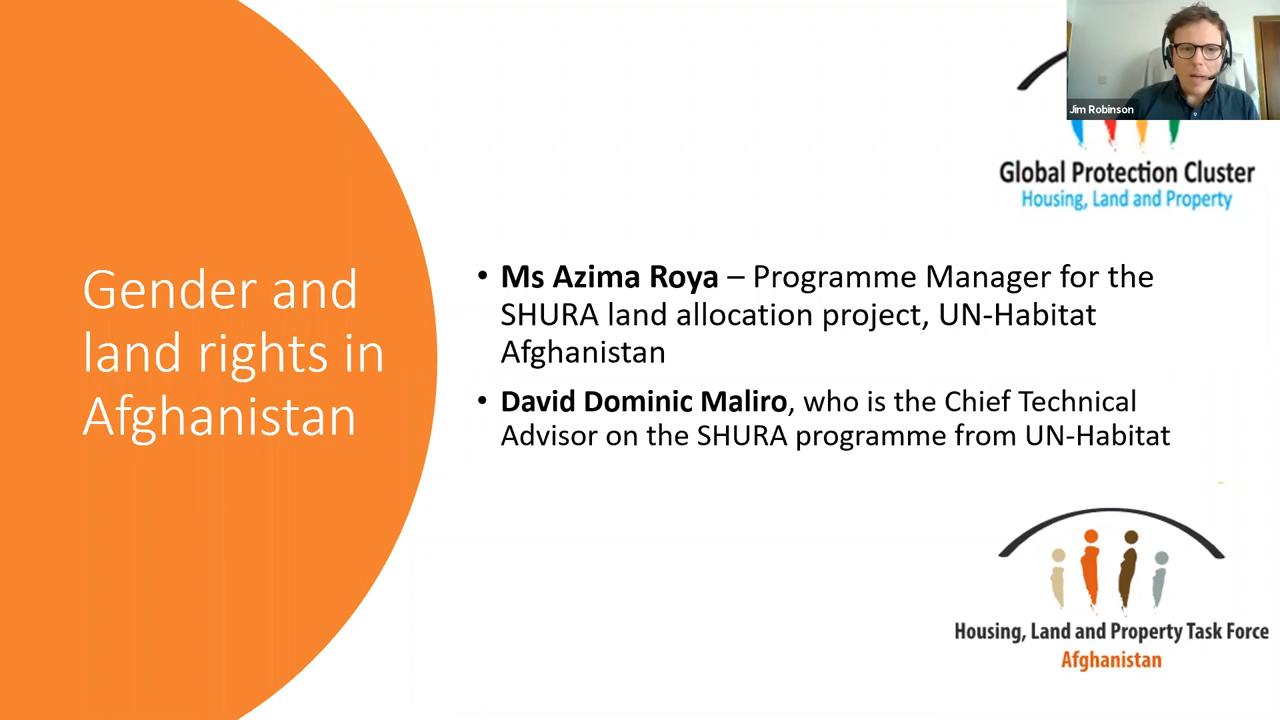 Jim Robinson
Global Protection Cluster
Housing, Land and Property
Gender and
land rights in
Afghanistan
• Ms Azima Roya – Programme Manager for the
SHURA land allocation project, UN-Habitat
Afghanistan
• David Dominic Maliro, who is the Chief Technical
Advisor on the SHURA programme from UN-Habitat
Housing, Land and Property Task Force
Afghanistan